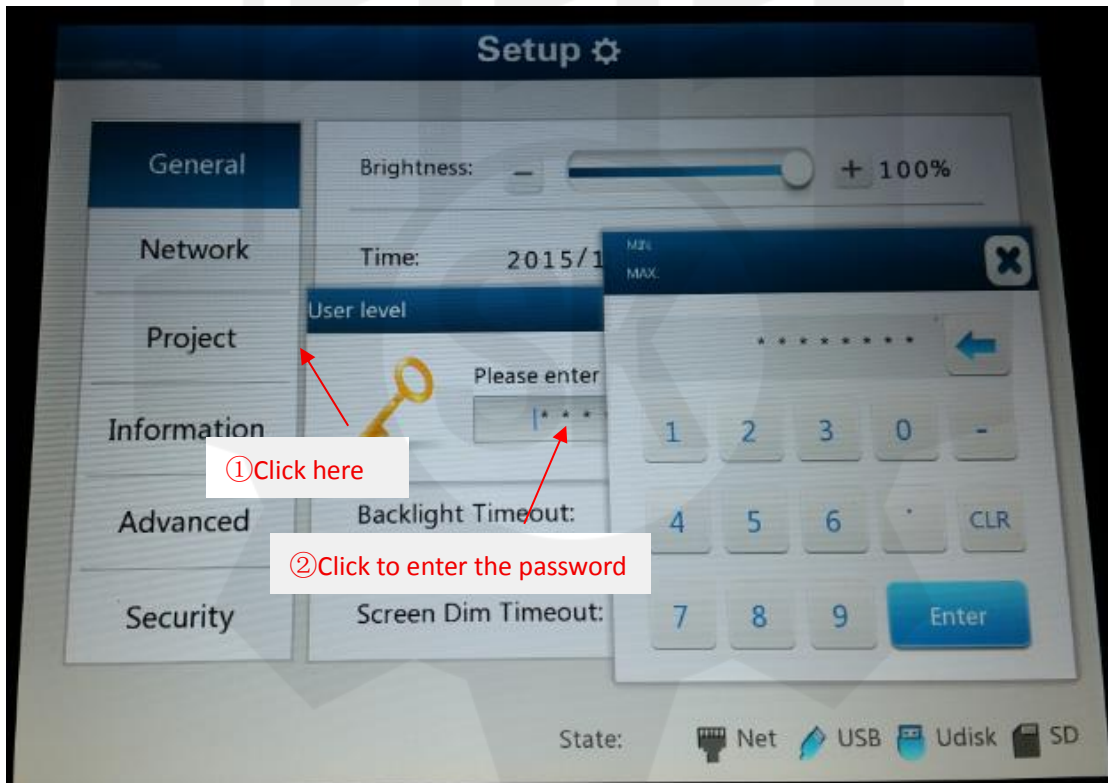 Setup
General
Brightness: - + 100%
Network
Time: 2015/1
MIN.
MAX.
User level
Project
* * * * * * * *
Please enter
|* * * *
Information
1 2 3 0 -
①Click here
Advanced
Backlight Timeout:
4 5 6 . CLR
②Click to enter the password
Security
Screen Dim Timeout:
7 8 9 Enter
State: Net USB Udisk SD